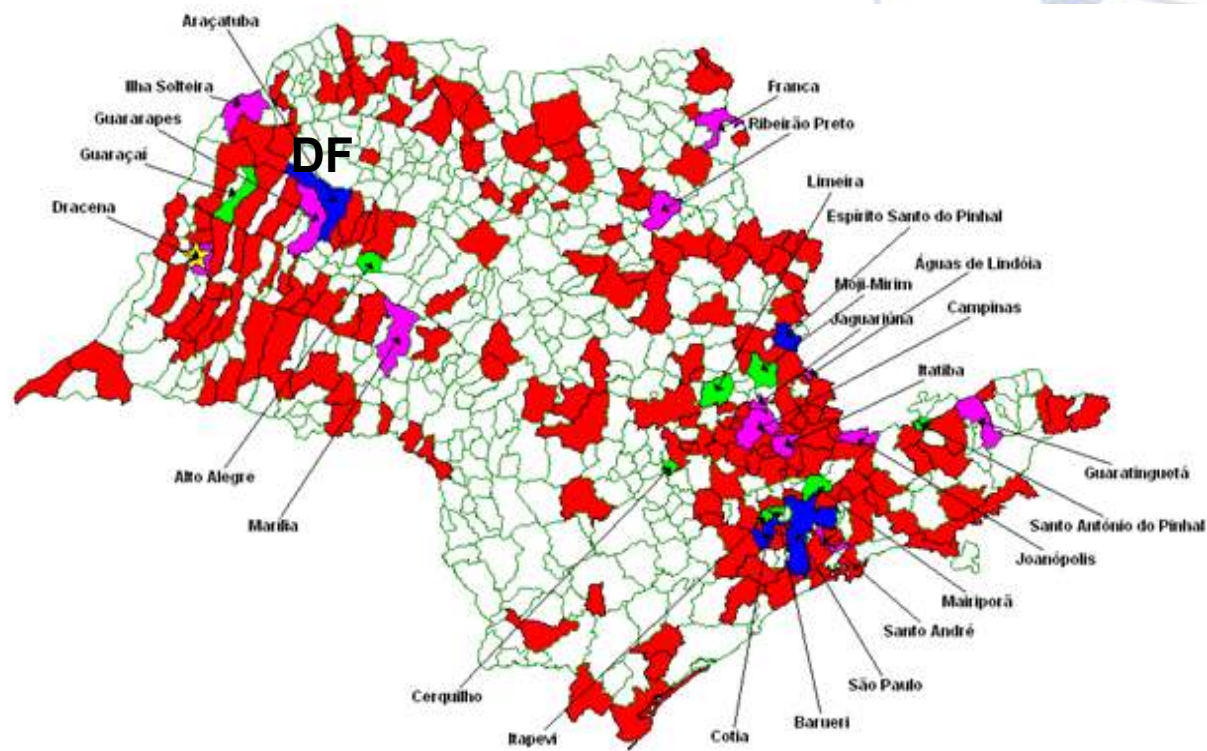 Araçatuba
Ilha Solteira
Guararapes
Guaraçaí
DF
Dracena
Franca
Ribeirão Preto
Limeira
Espírito Santo do Pinhal
Águas de Lindóia
Moji-Mirim
Jaguariúna
Campinas
Itatiba
Alto Alegre
Marília
Guaratinguetá
Santo António do Pinhal
Joanópolis
Mairiporã
Santo André
São Paulo
Cerquilho
Barueri
Cotia
Itapevi